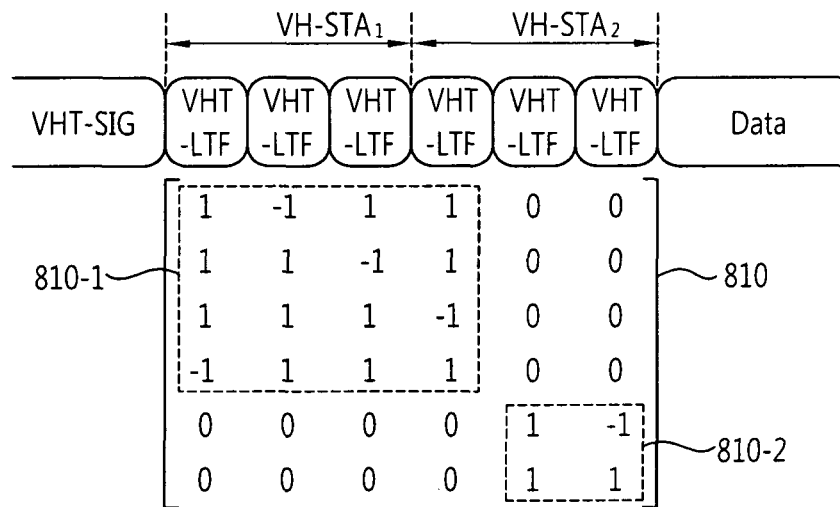 VH-STA1 VH-STA2
VHT-SIG VHT -LTF VHT -LTF VHT -LTF VHT -LTF VHT -LTF VHT -LTF Data
1 -1 1 1 0 0
810-1 1 1 -1 1 0 0 810
1 1 1 -1 0 0
-1 1 1 1 0 0
0 0 0 0 1 -1
810-2
0 0 0 0 1 1